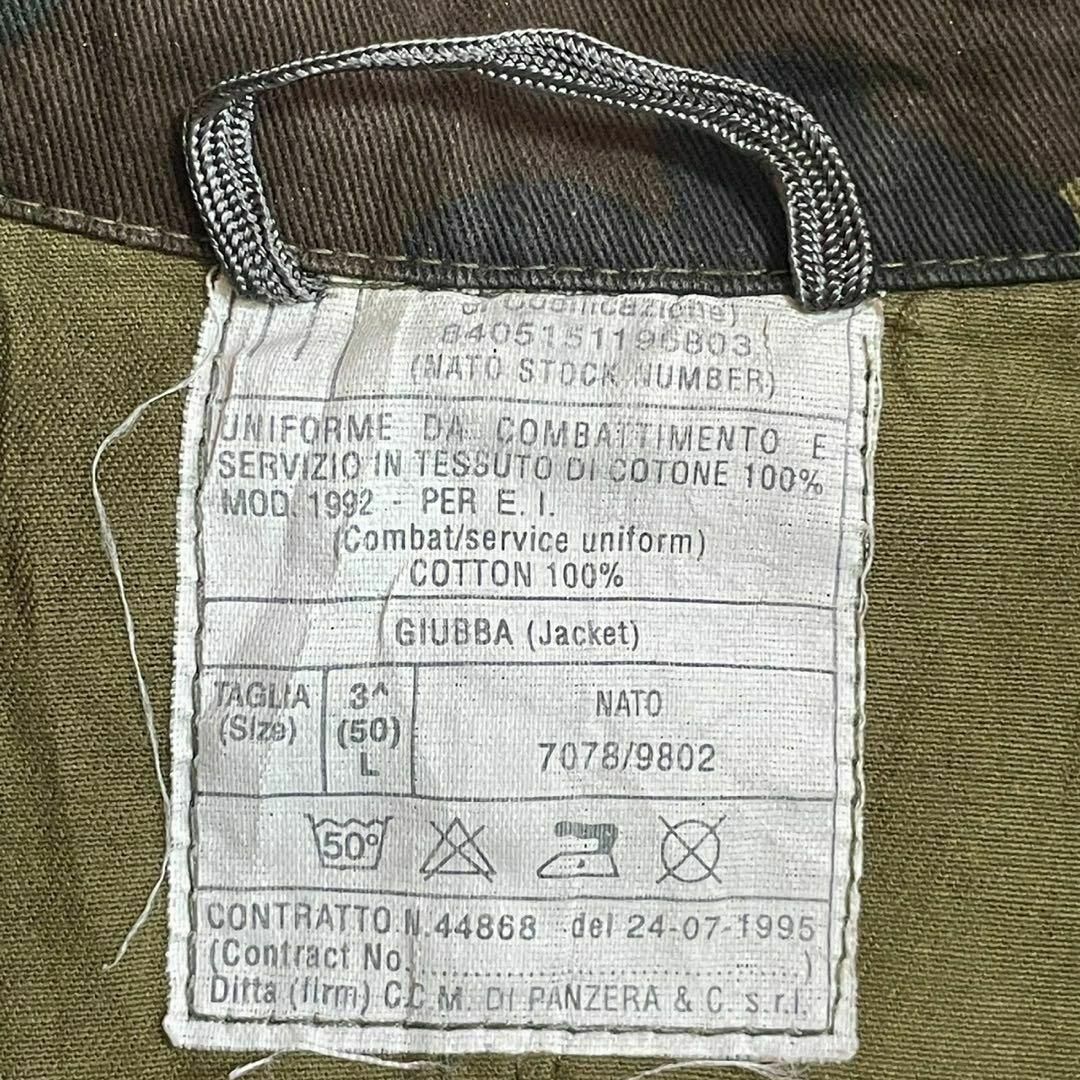 8405151196803
(NATO STOCK NUMBER)
UNIFORME DA COMBATTIMENTO E
SERVIZIO IN TESSUTO DI COTONE 100%
MOD. 1992 - PER E. I.
(Combat/service uniform)
COTTON 100%
GIUBBA (Jacket)
TAGLIA
(Size)
3^
(50)
L
NATO
7078/9802
50°
CONTRATTO N. 44868 del 24-07-1995
(Contract No. ........................................)
Ditta (firm) C.C.M. DI PANZERA & C. s.r.l.